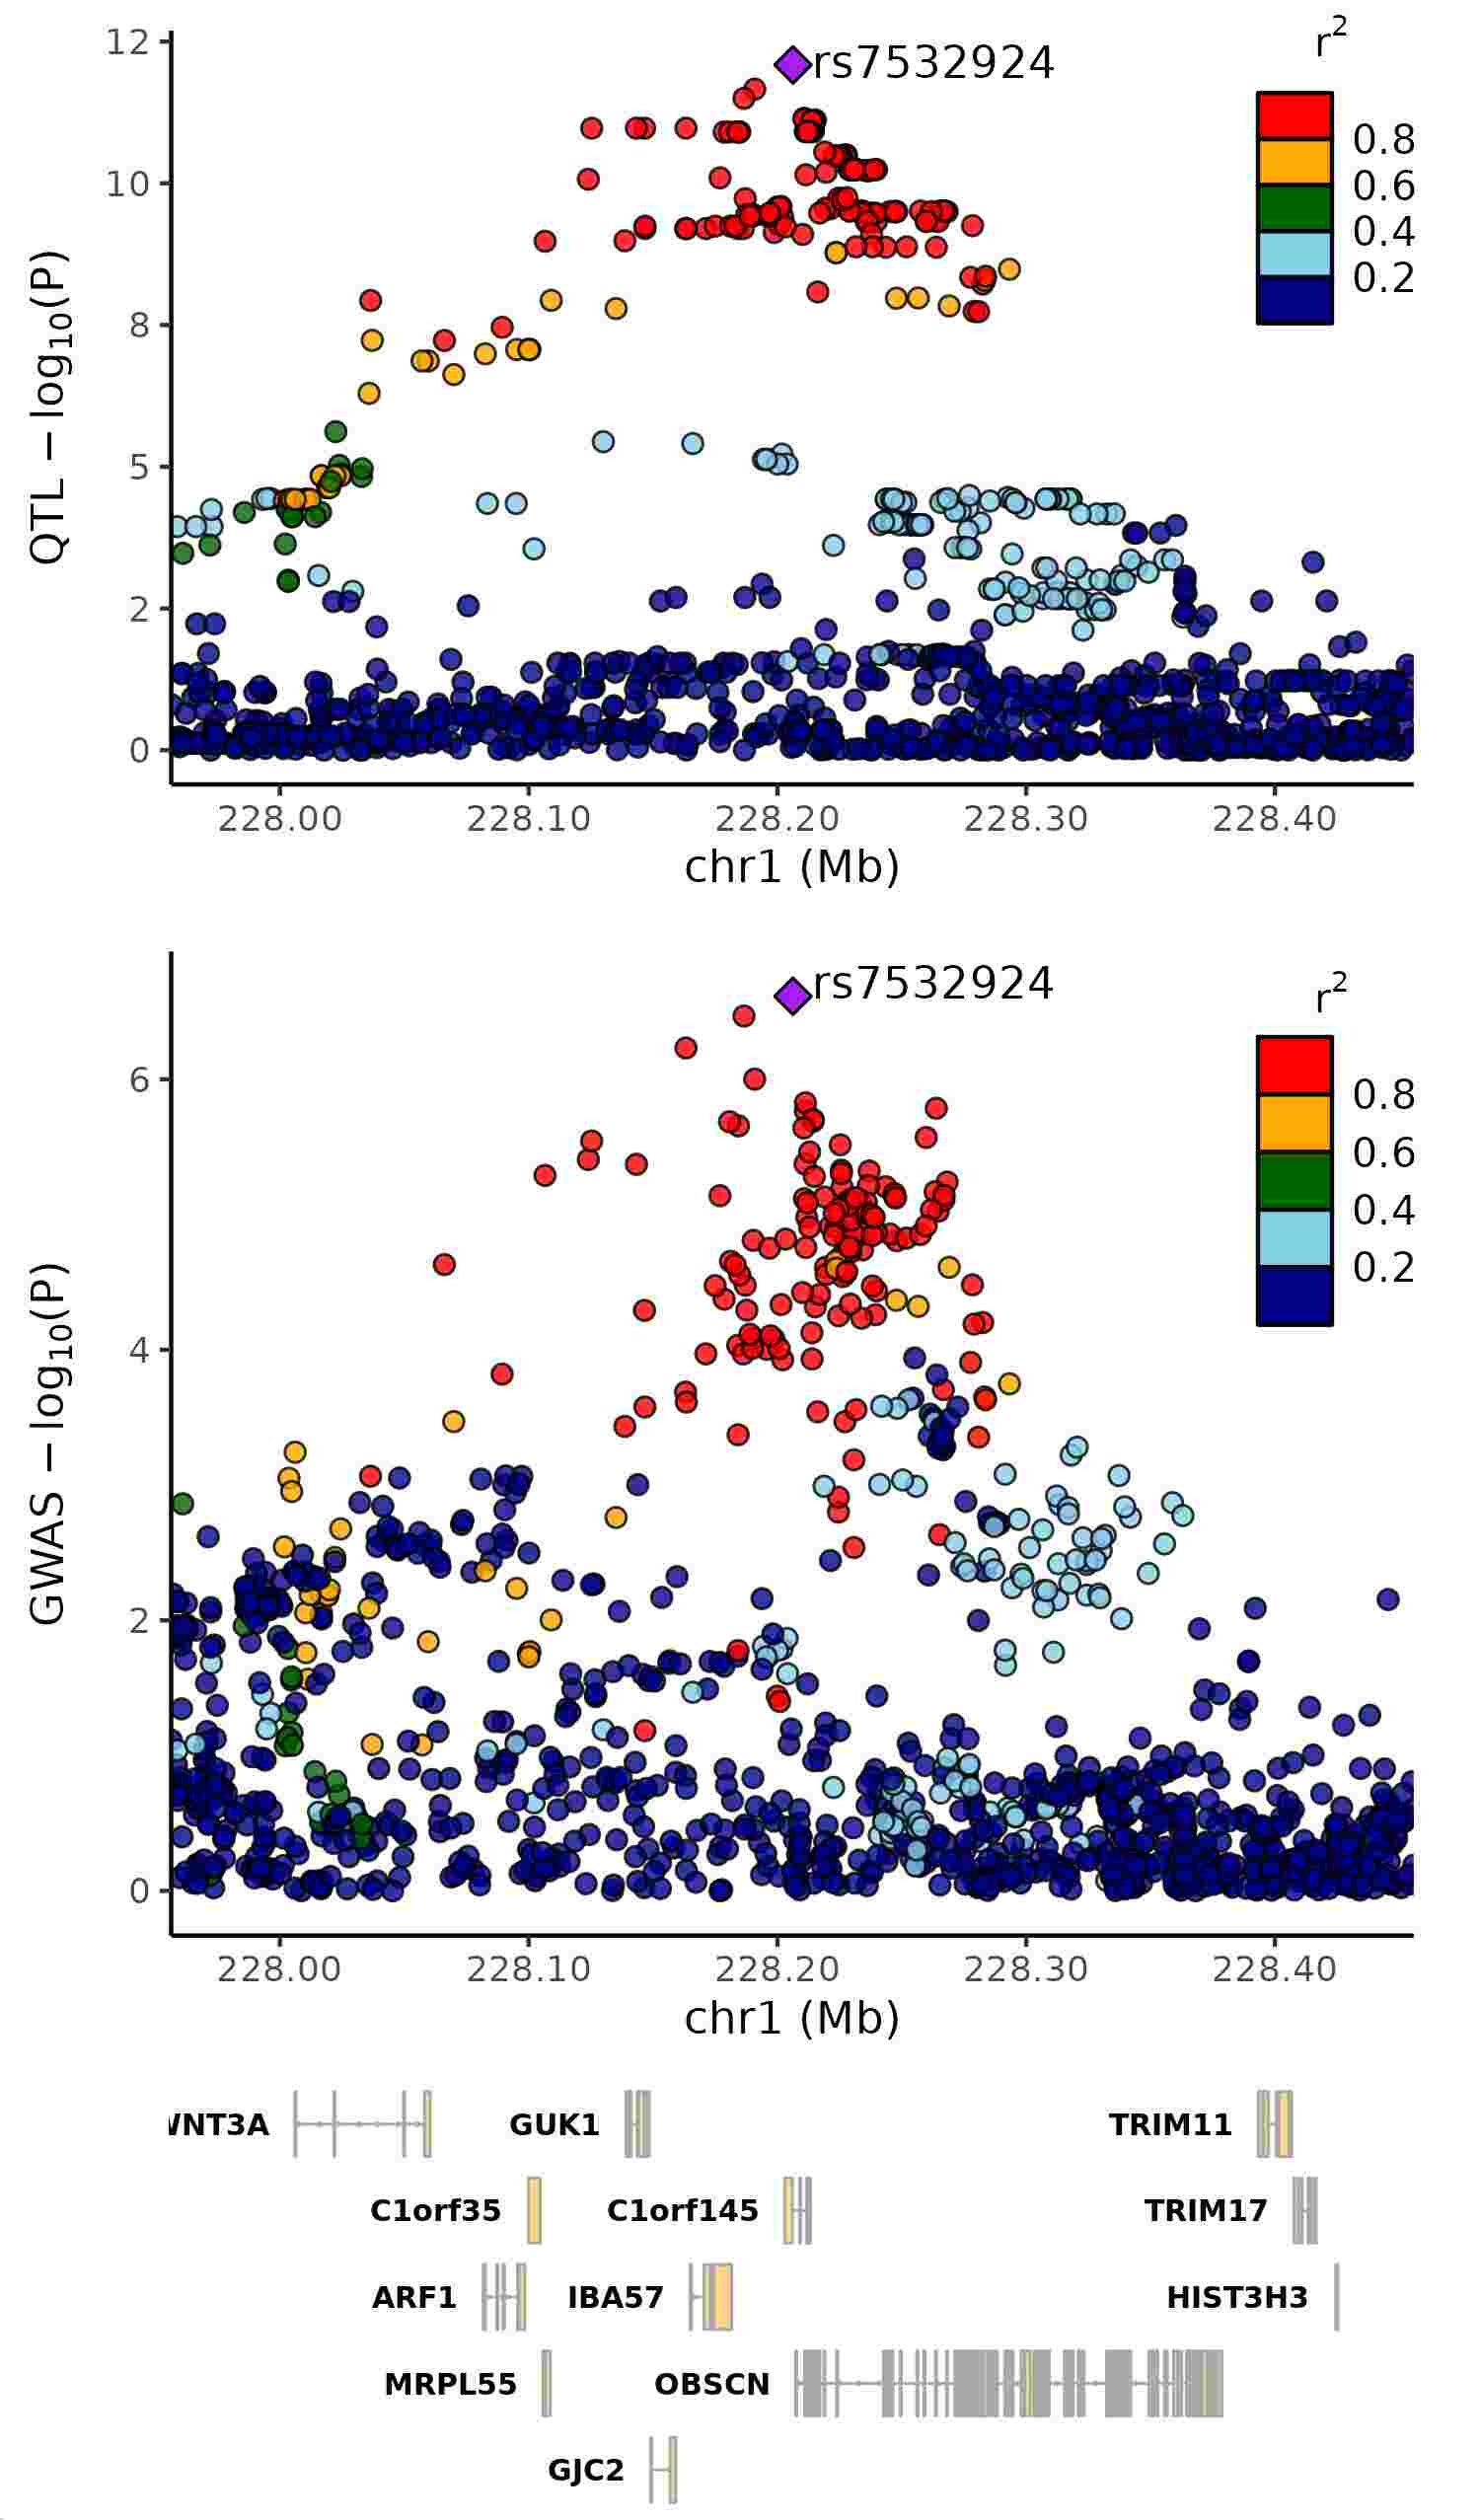 12
10
8
5
2
0
QTL − log10(P)
rs7532924
r2
0.8
0.6
0.4
0.2
228.00 228.10 228.20 228.30 228.40
chr1 (Mb)
6
4
2
0
GWAS − log10(P)
rs7532924
r2
0.8
0.6
0.4
0.2
228.00 228.10 228.20 228.30 228.40
chr1 (Mb)
WNT3A GUK1 TRIM11
C1orf35 C1orf145 TRIM17
ARF1 IBA57 HIST3H3
MRPL55 OBSCN
GJC2